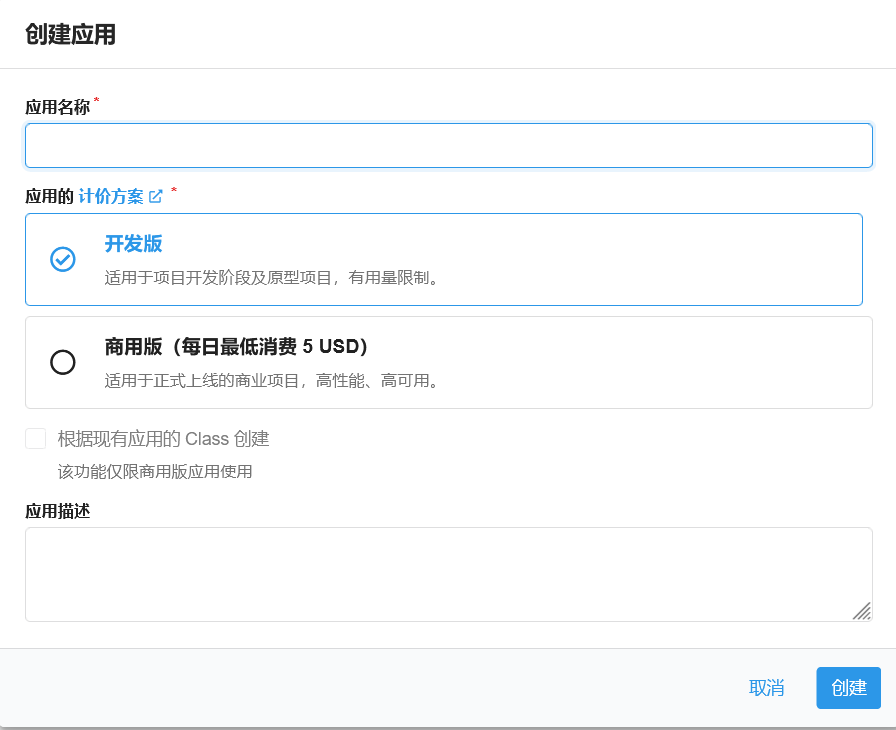 创建应用
应用名称*
应用的 计价方案 *
开发版
适用于项目开发阶段及原型项目，有用量限制。
商用版（每日最低消费 5 USD）
适用于正式上线的商业项目，高性能、高可用。
根据现有应用的 Class 创建
该功能仅限商用版应用使用
应用描述
取消 创建